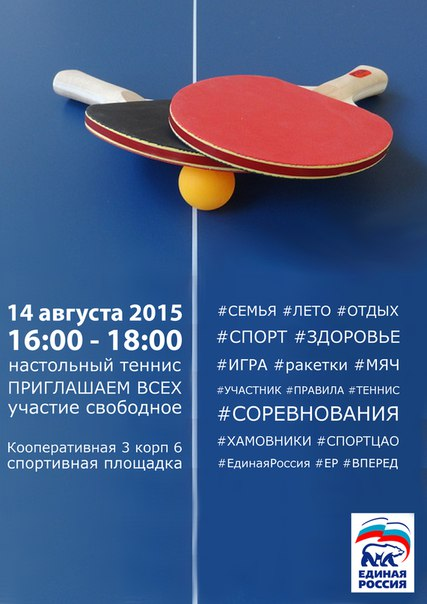 14 августа 2015
16:00 - 18:00
настольный теннис
ПРИГЛАШАЕМ ВСЕХ
участие свободное
Кооперативная 3 корп 6
спортивная площадка
#СЕМЬЯ #ЛЕТО #ОТДЫХ
#СПОРТ #ЗДОРОВЬЕ
#ИГРА #ракетки #МЯЧ
#УЧАСТНИК #ПРАВИЛА #ТЕННИС
#СОРЕВНОВАНИЯ
#ХАМОВНИКИ #СПОРТЦАО
#ЕдинаяРоссия #ЕР #ВПЕРЕД
ЕДИНАЯ
РОССИЯ